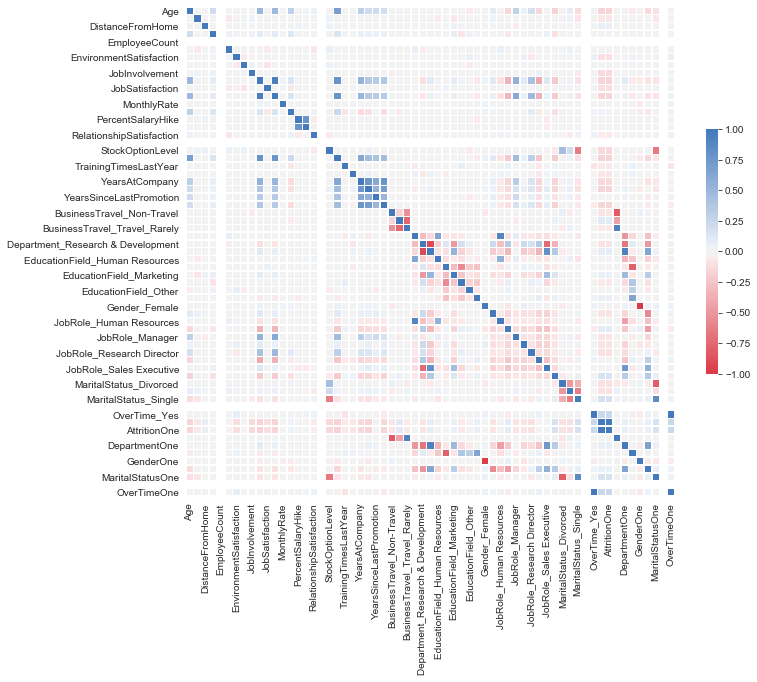 Age
DistanceFromHome
EmployeeCount
EnvironmentSatisfaction
JobInvolvement
JobSatisfaction
MonthlyRate
PercentSalaryHike
RelationshipSatisfaction
StockOptionLevel
TrainingTimesLastYear
YearsAtCompany
YearsSinceLastPromotion
BusinessTravel_Non-Travel
BusinessTravel_Travel_Rarely
Department_Research & Development
EducationField_Human Resources
EducationField_Marketing
EducationField_Other
Gender_Female
JobRole_Human Resources
JobRole_Manager
JobRole_Research Director
JobRole_Sales Executive
MaritalStatus_Divorced
MaritalStatus_Single
OverTime_Yes
AttritionOne
DepartmentOne
GenderOne
MaritalStatusOne
OverTimeOne
Age
DistanceFromHome
EmployeeCount
EnvironmentSatisfaction
JobInvolvement
JobSatisfaction
MonthlyRate
PercentSalaryHike
RelationshipSatisfaction
StockOptionLevel
TrainingTimesLastYear
YearsAtCompany
YearsSinceLastPromotion
BusinessTravel_Non-Travel
BusinessTravel_Travel_Rarely
Department_Research & Development
EducationField_Human Resources
EducationField_Marketing
EducationField_Other
Gender_Female
JobRole_Human Resources
JobRole_Manager
JobRole_Research Director
JobRole_Sales Executive
MaritalStatus_Divorced
MaritalStatus_Single
OverTime_Yes
AttritionOne
DepartmentOne
GenderOne
MaritalStatusOne
OverTimeOne
1.00
0.75
0.50
0.25
0.00
−0.25
−0.50
−0.75
−1.00